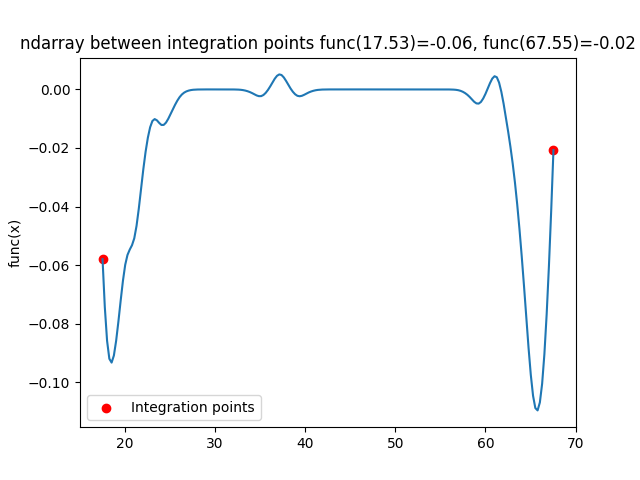 ndarray between integration points func(17.53)=-0.06, func(67.55)=-0.02
0.00
−0.02
−0.04
−0.06
−0.08
−0.10
func(x)
Integration points
20 30 40 50 60 70